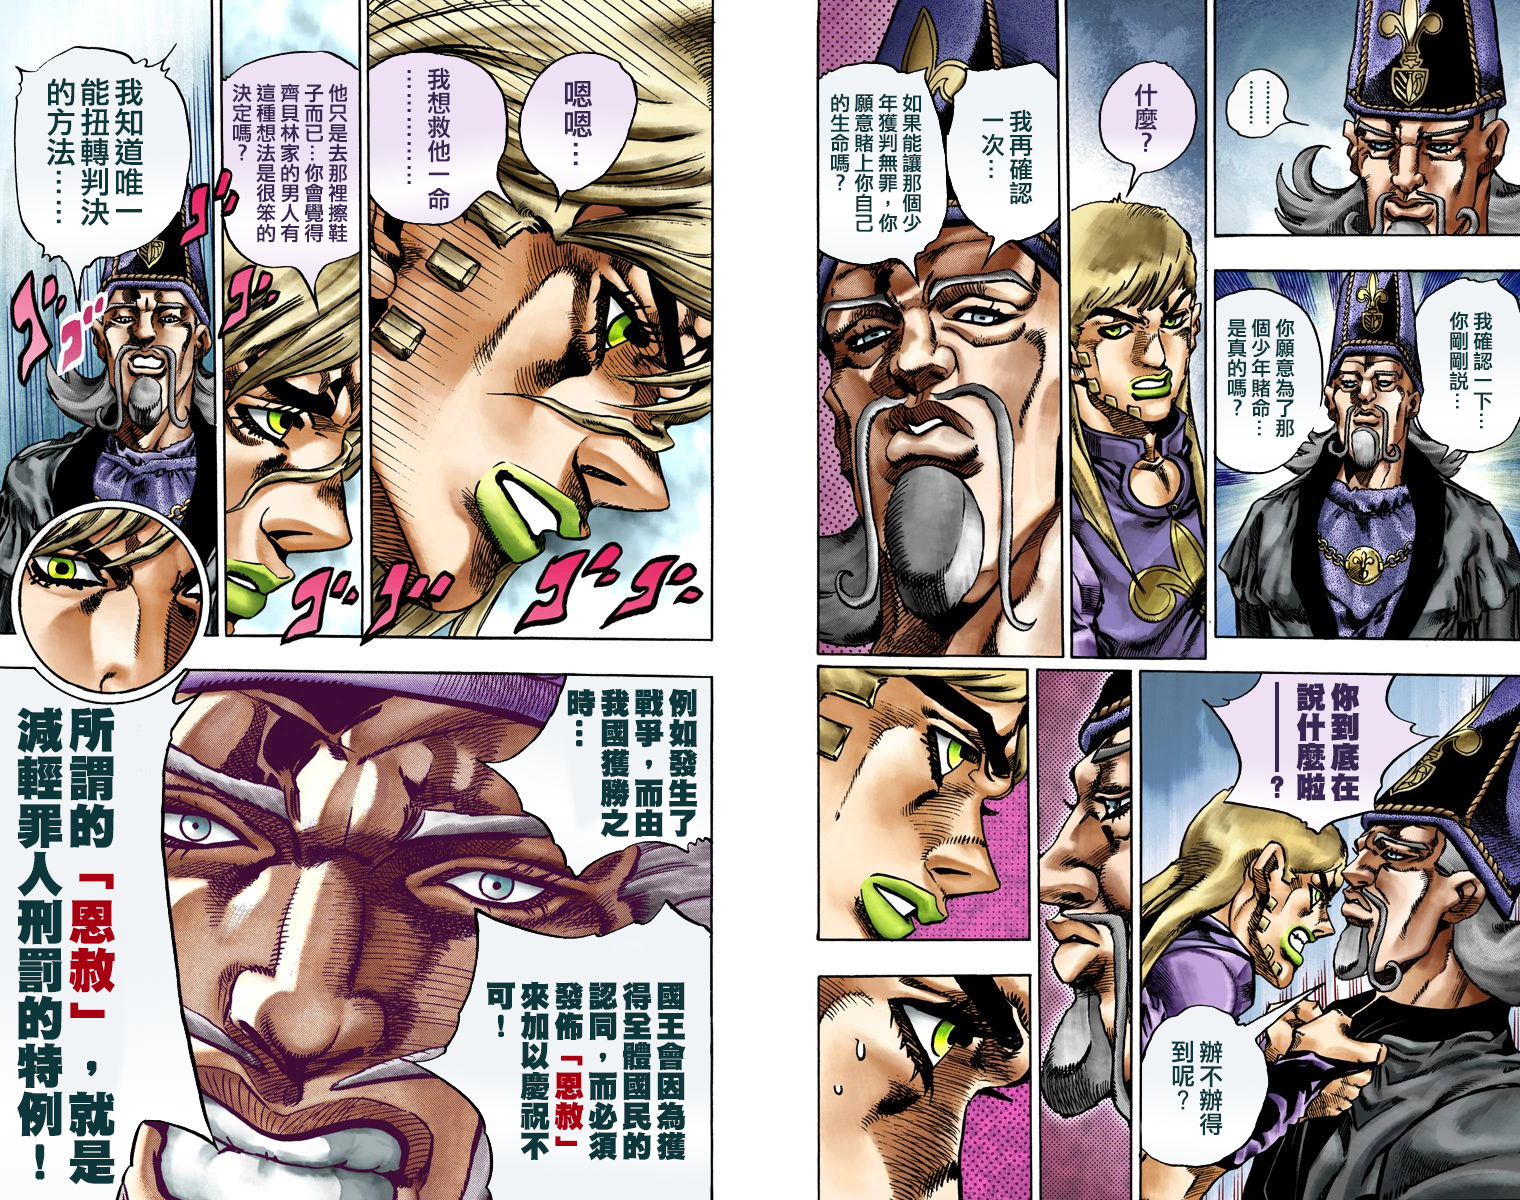 ………
我確認一下…
你剛剛説…
你願意為了那
個少年賭命…
是真的嗎？
什麼？
我再確認
一次…
如果能讓那個少
年獲判無罪，你
願意賭上你自己
的生命嗎？
你到底在
說什麼啦
——？
辦不辦得
到呢？
嗯嗯…
我想救他一命
……………
他只是去那裡擦鞋
子而已…你會覺得
齊貝林家的男人有
這種想法是很笨的
決定嗎？
我知道唯一
能扭轉判決
的方法……
ゴゴゴゴゴゴゴゴ
例如發生了
戰爭，而由
我國獲勝之
時…
國王會因為獲
得全體國民的
認同，而必須
發佈「恩赦」
來加以慶祝不
可！
所謂的「恩赦」，就是
減輕罪人刑罰的特例！